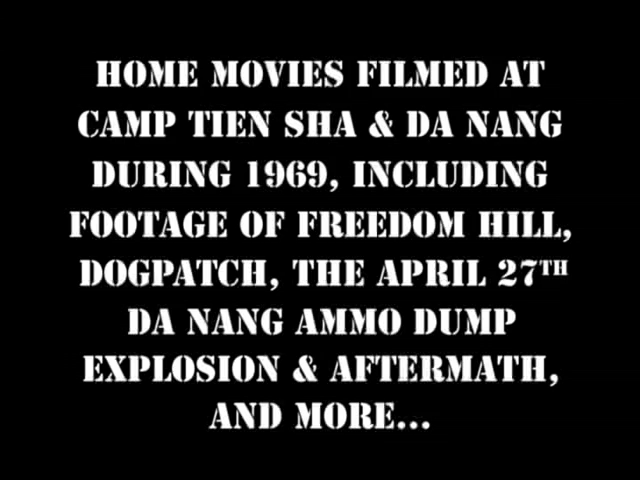 HOME MOVIES FILMED AT
CAMP TIEN SHA & DA NANG
DURING 1969, INCLUDING
FOOTAGE OF FREEDOM HILL,
DOGPATCH, THE APRIL 27TH
DA NANG AMMO DUMP
EXPLOSION & AFTERMATH,
AND MORE...